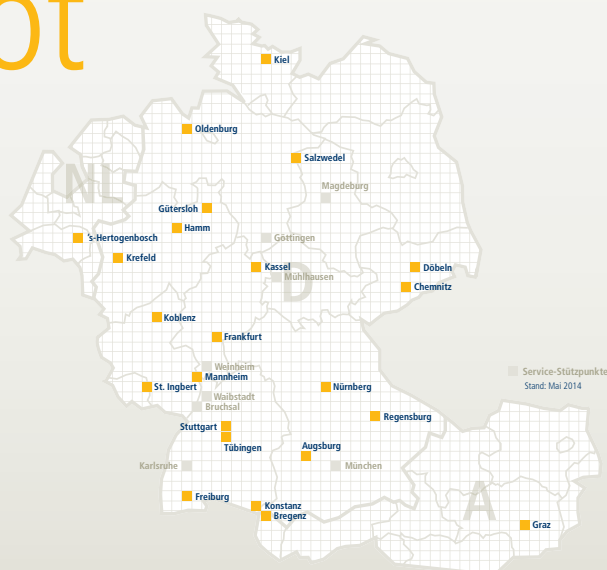 pt
Kiel
Oldenburg
Salzwedel
Magdeburg
NL
Gütersloh
Hamm
's-Hertogenbosch
Göttingen
Krefeld
Kassel
Döbeln
Mühlhausen
D
Chemnitz
Koblenz
Frankfurt
Weinheim
Service-Stützpunkte
Mannheim
St. Ingbert
Nürnberg
Stand: Mai 2014
Waibstadt
Bruchsal
Regensburg
Stuttgart
Tübingen
Augsburg
Karlsruhe
München
Freiburg
A
Konstanz
Bregenz
Graz